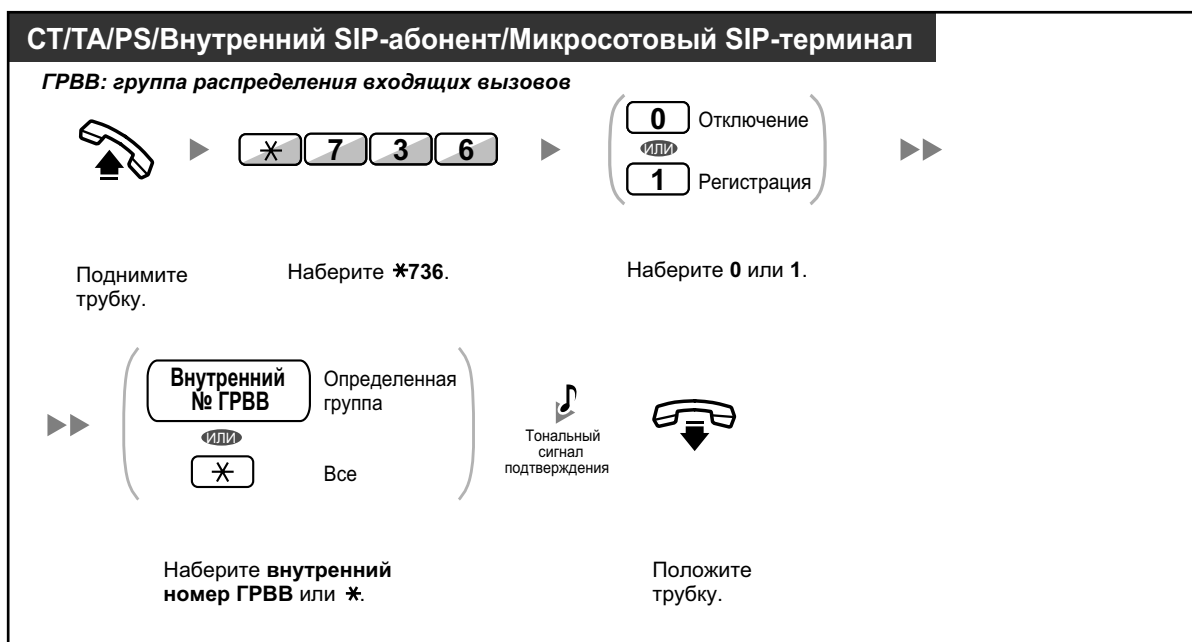 СТ/ТА/PS/Внутренний SIP-абонент/Микросотовый SIP-терминал
ГРВВ: группа распределения входящих вызовов
0 Отключение
* 7 3 6
ИЛИ
1 Регистрация
Поднимите
трубку.
Наберите *736.
Наберите 0 или 1.
Внутренний
№ ГРВВ
Определенная
группа
ИЛИ
* Все
Тональный
сигнал
подтверждения
Наберите внутренний
номер ГРВВ или *.
Положите
трубку.